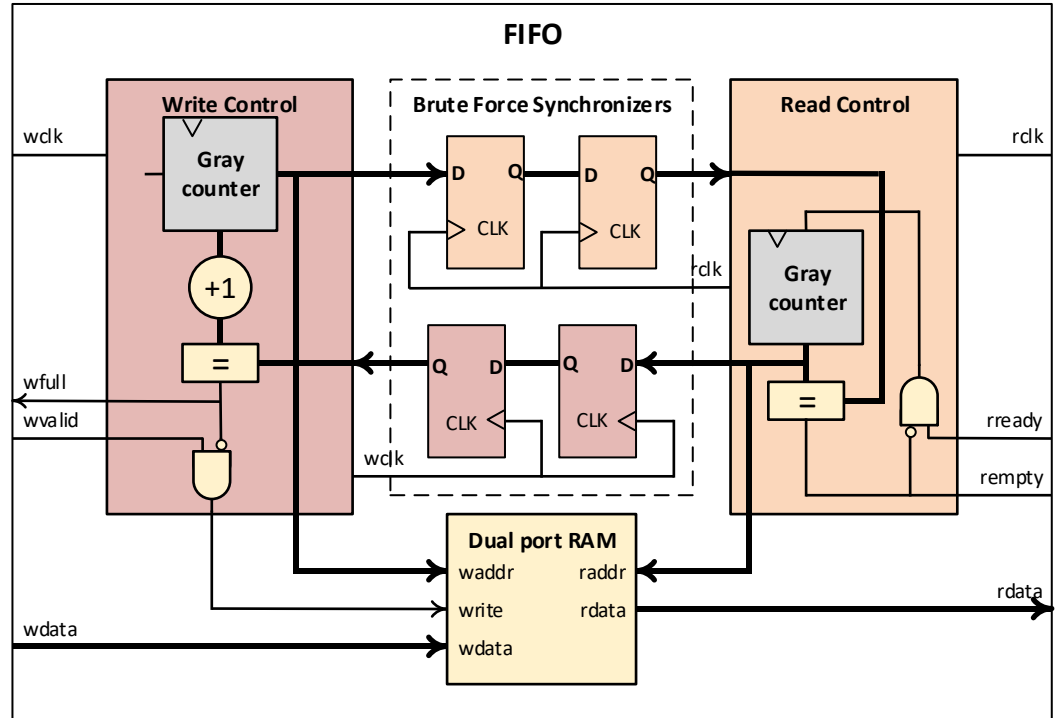 FIFO
Write Control
Brute Force Synchronizers
Read Control
wclk
rclk
Gray
counter
D
Q
D
Q
CLK
CLK
rclk
Gray
counter
+1
=
Q
D
Q
D
CLK
CLK
=
wfull
wvalid
wclk
rready
rempty
Dual port RAM
waddr
raddr
write
rdata
wdata
wdata
rdata